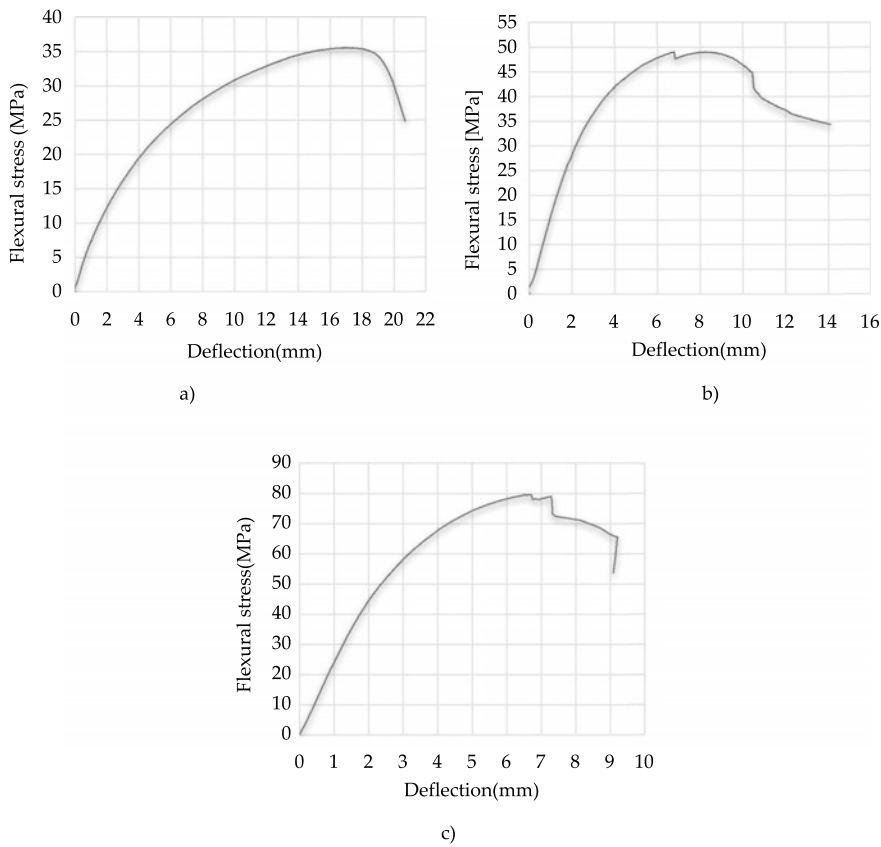 Flexural stress (MPa)
40
35
30
25
20
15
10
5
0
0 2 4 6 8 10 12 14 16 18 20 22
Deflection(mm)
a)
Flexural stress [MPa]
55
50
45
40
35
30
25
20
15
10
5
0
0 2 4 6 8 10 12 14 16
Deflection(mm)
b)
Flexural stress(MPa)
90
80
70
60
50
40
30
20
10
0
0 1 2 3 4 5 6 7 8 9 10
Deflection(mm)
c)